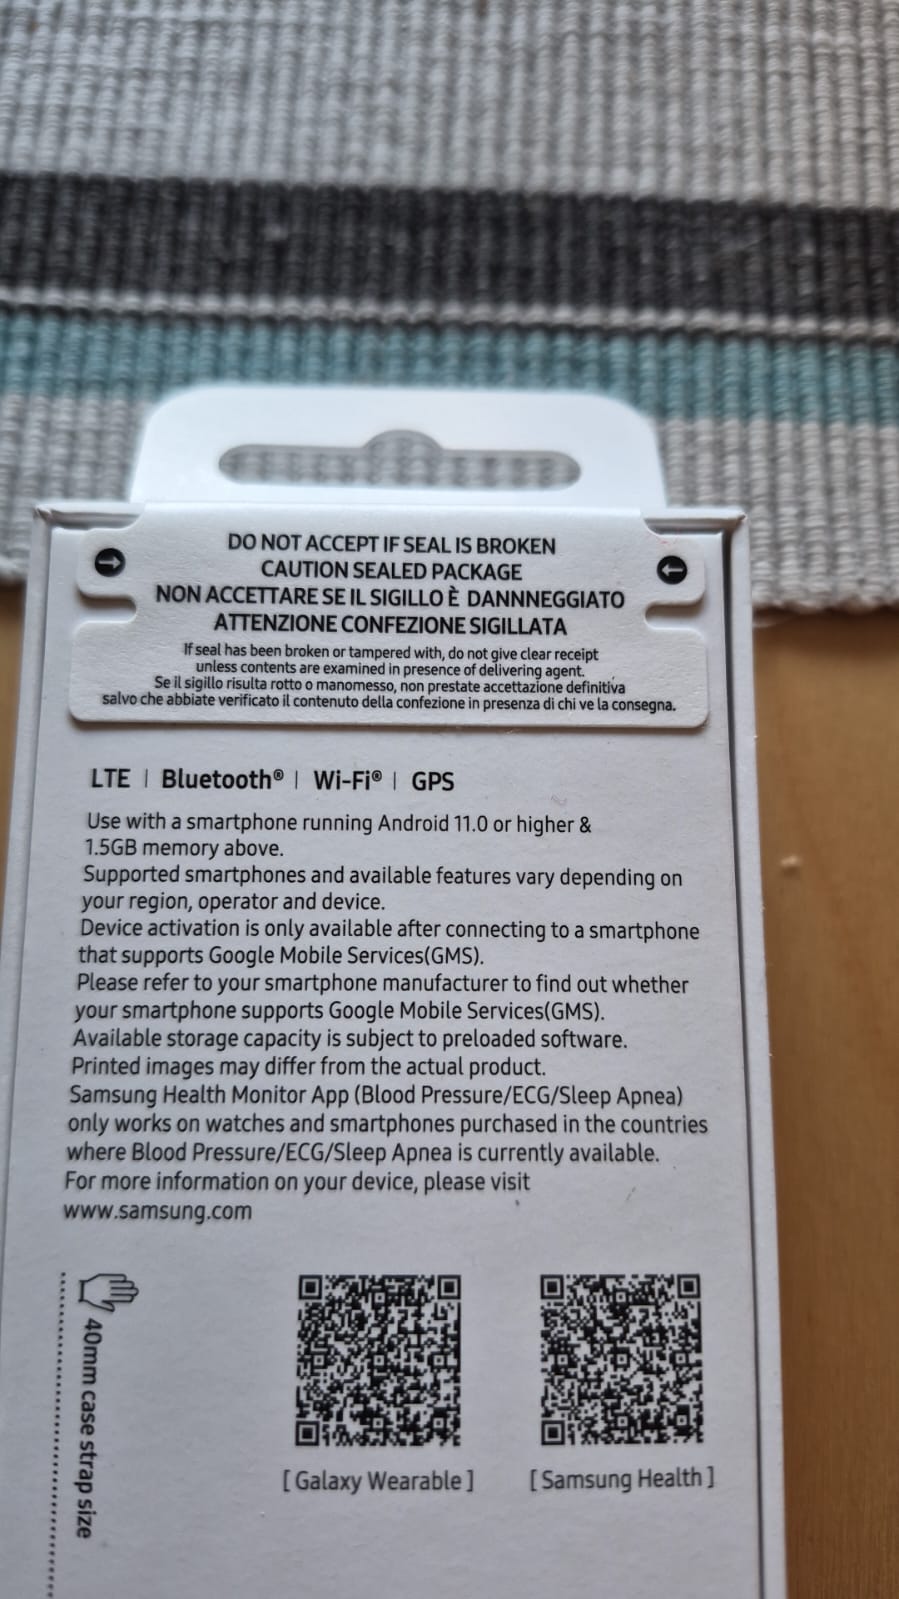 DO NOT ACCEPT IF SEAL IS BROKEN
CAUTION SEALED PACKAGE
NON ACCETTARE SE IL SIGILLO È DANNNEGGIATO
ATTENZIONE CONFEZIONE SIGILLATA
If seal has been broken or tampered with, do not give clear receipt
unless contents are examined in presence of delivering agent.
Se il sigillo risulta rotto o manomesso, non prestate accettazione definitiva
salvo che abbiate verificato il contenuto della confezione in presenza di chi ve la consegna.
LTE | Bluetooth® | Wi-Fi® | GPS
Use with a smartphone running Android 11.0 or higher &
1.5GB memory above.
Supported smartphones and available features vary depending on
your region, operator and device.
Device activation is only available after connecting to a smartphone
that supports Google Mobile Services(GMS).
Please refer to your smartphone manufacturer to find out whether
your smartphone supports Google Mobile Services(GMS).
Available storage capacity is subject to preloaded software.
Printed images may differ from the actual product.
Samsung Health Monitor App (Blood Pressure/ECG/Sleep Apnea)
only works on watches and smartphones purchased in the countries
where Blood Pressure/ECG/Sleep Apnea is currently available.
For more information on your device, please visit
www.samsung.com
40mm case strap size
[ Galaxy Wearable ]
[ Samsung Health ]